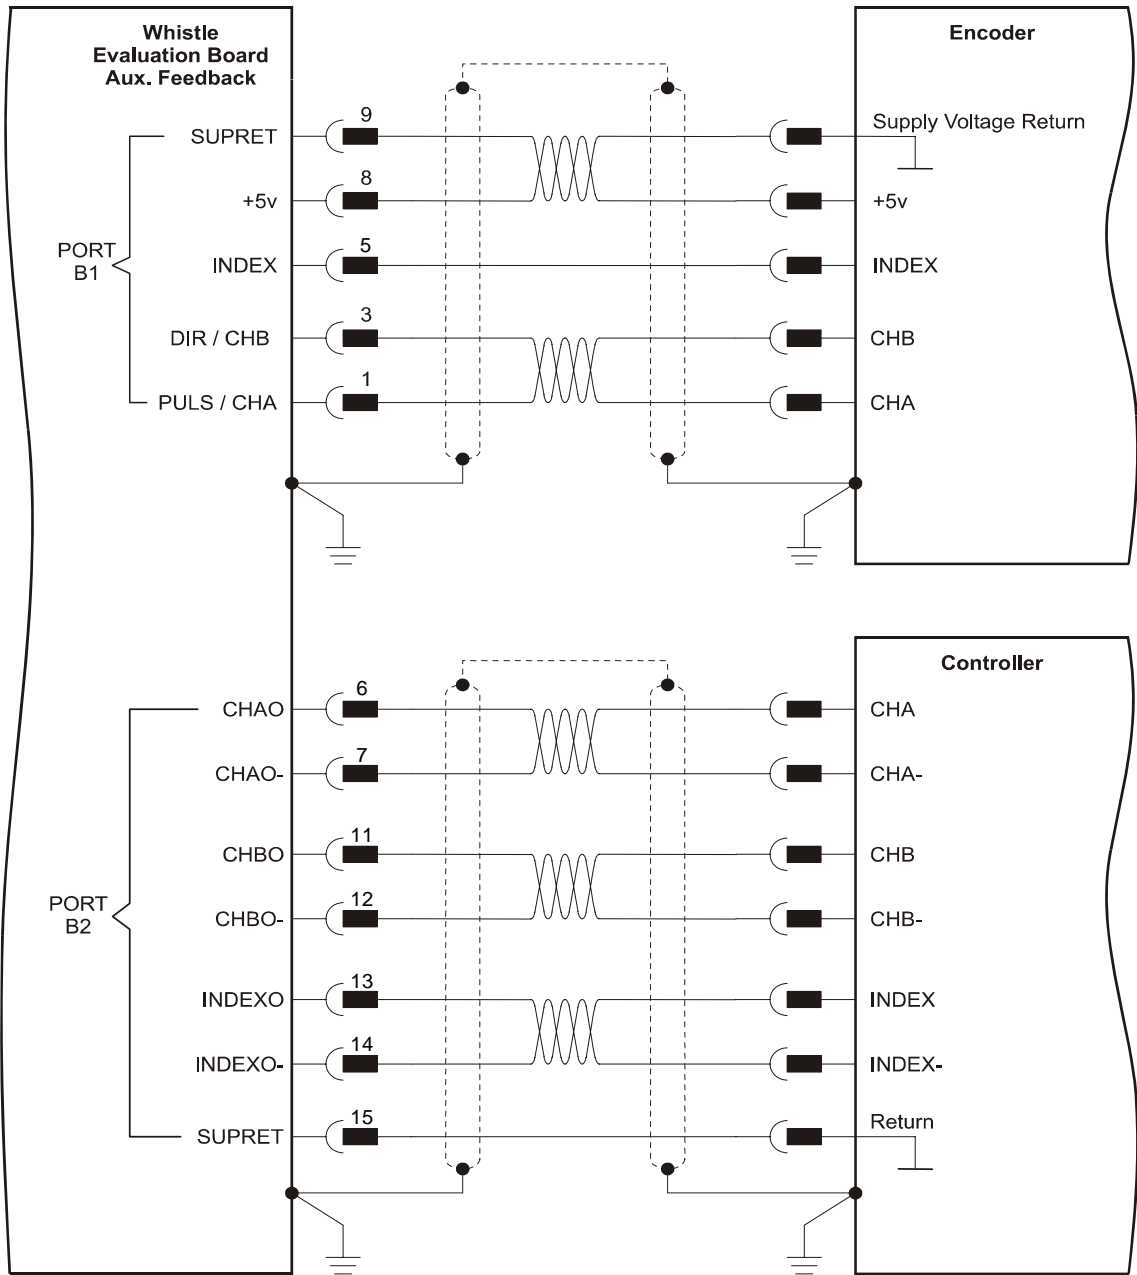 Whistle
Evaluation Board
Aux. Feedback
Encoder
SUPRET
9
Supply Voltage Return
+5v
8
+5v
PORT
B1
INDEX
5
INDEX
DIR / CHB
3
CHB
PULS / CHA
1
CHA
Controller
CHAO
6
CHA
CHAO-
7
CHA-
CHBO
11
CHB
PORT
B2
CHBO-
12
CHB-
INDEXO
13
INDEX
INDEXO-
14
INDEX-
SUPRET
15
Return